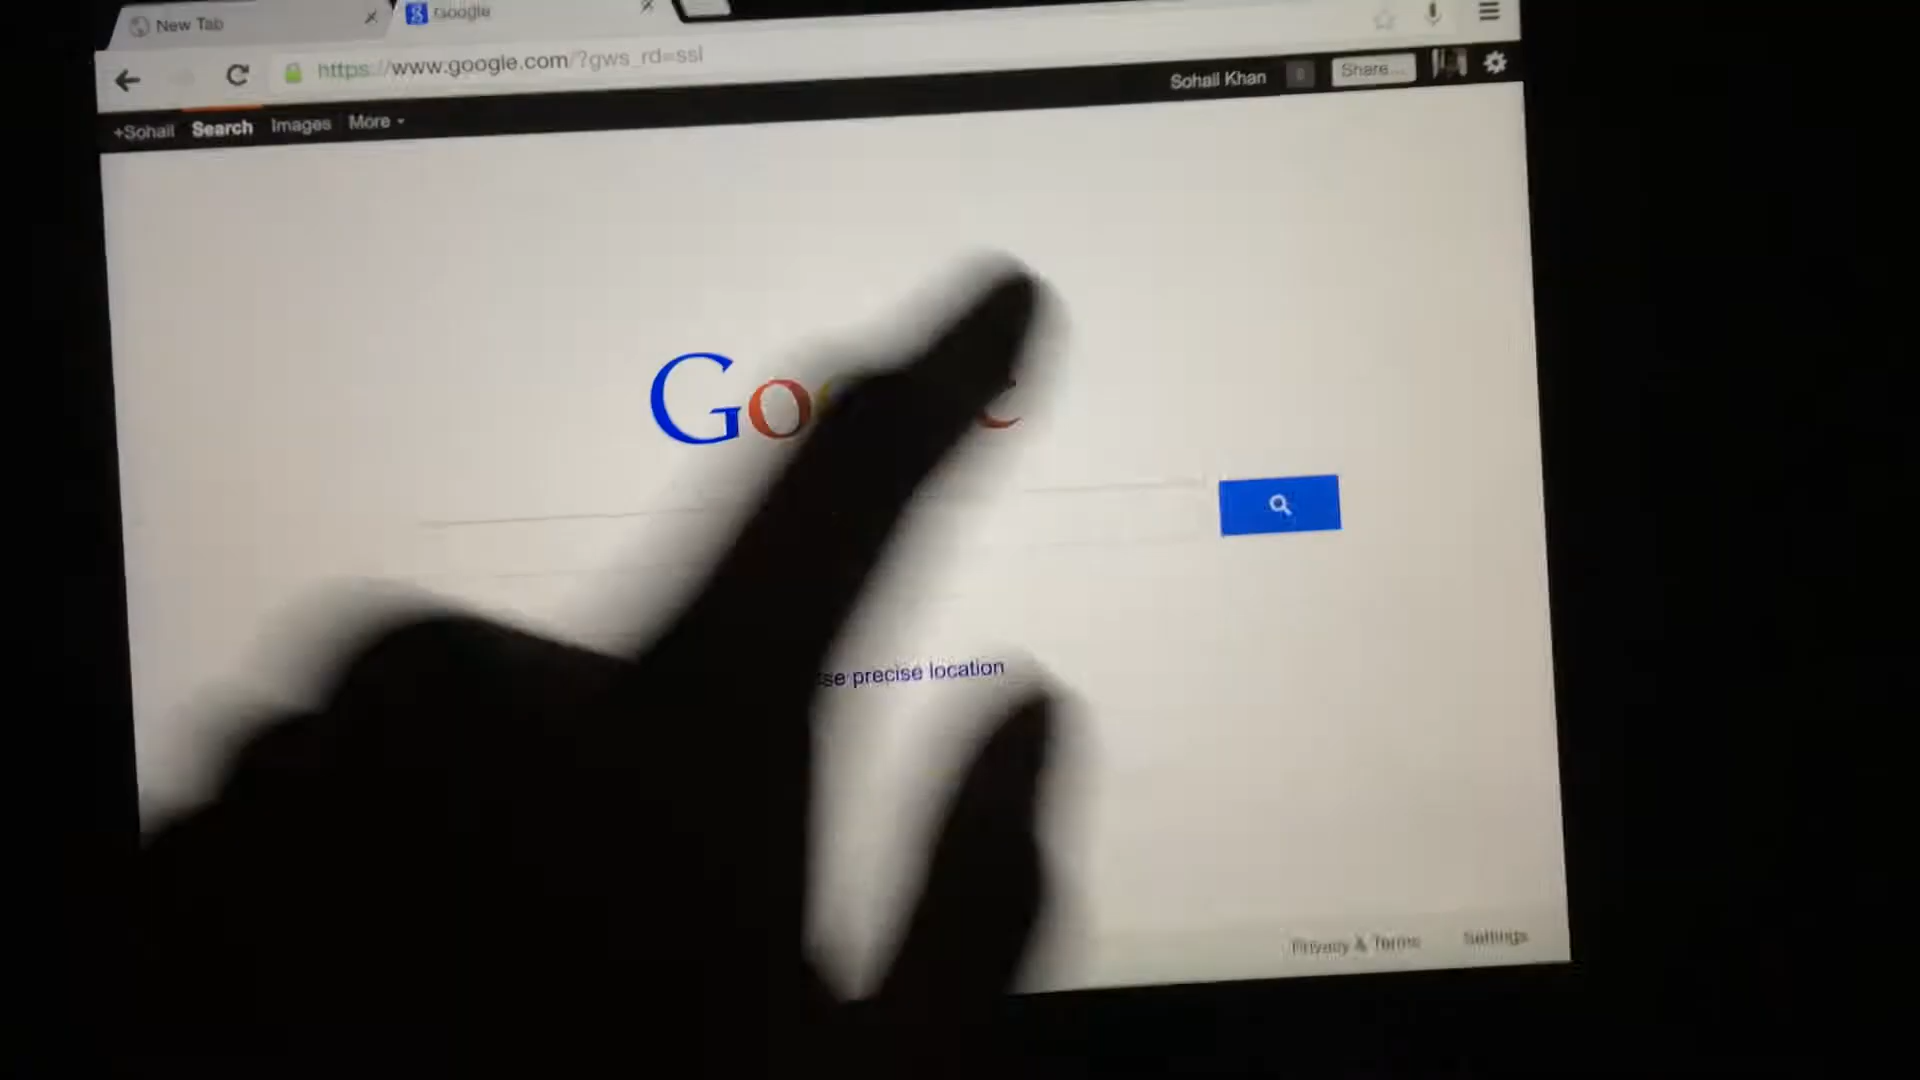 New Tab
Google
https://www.google.com/?gws_rd=ssl
Sohail Khan
Share...
+Sohail Search Images More
Go
precise location
Privacy & Terms Settings